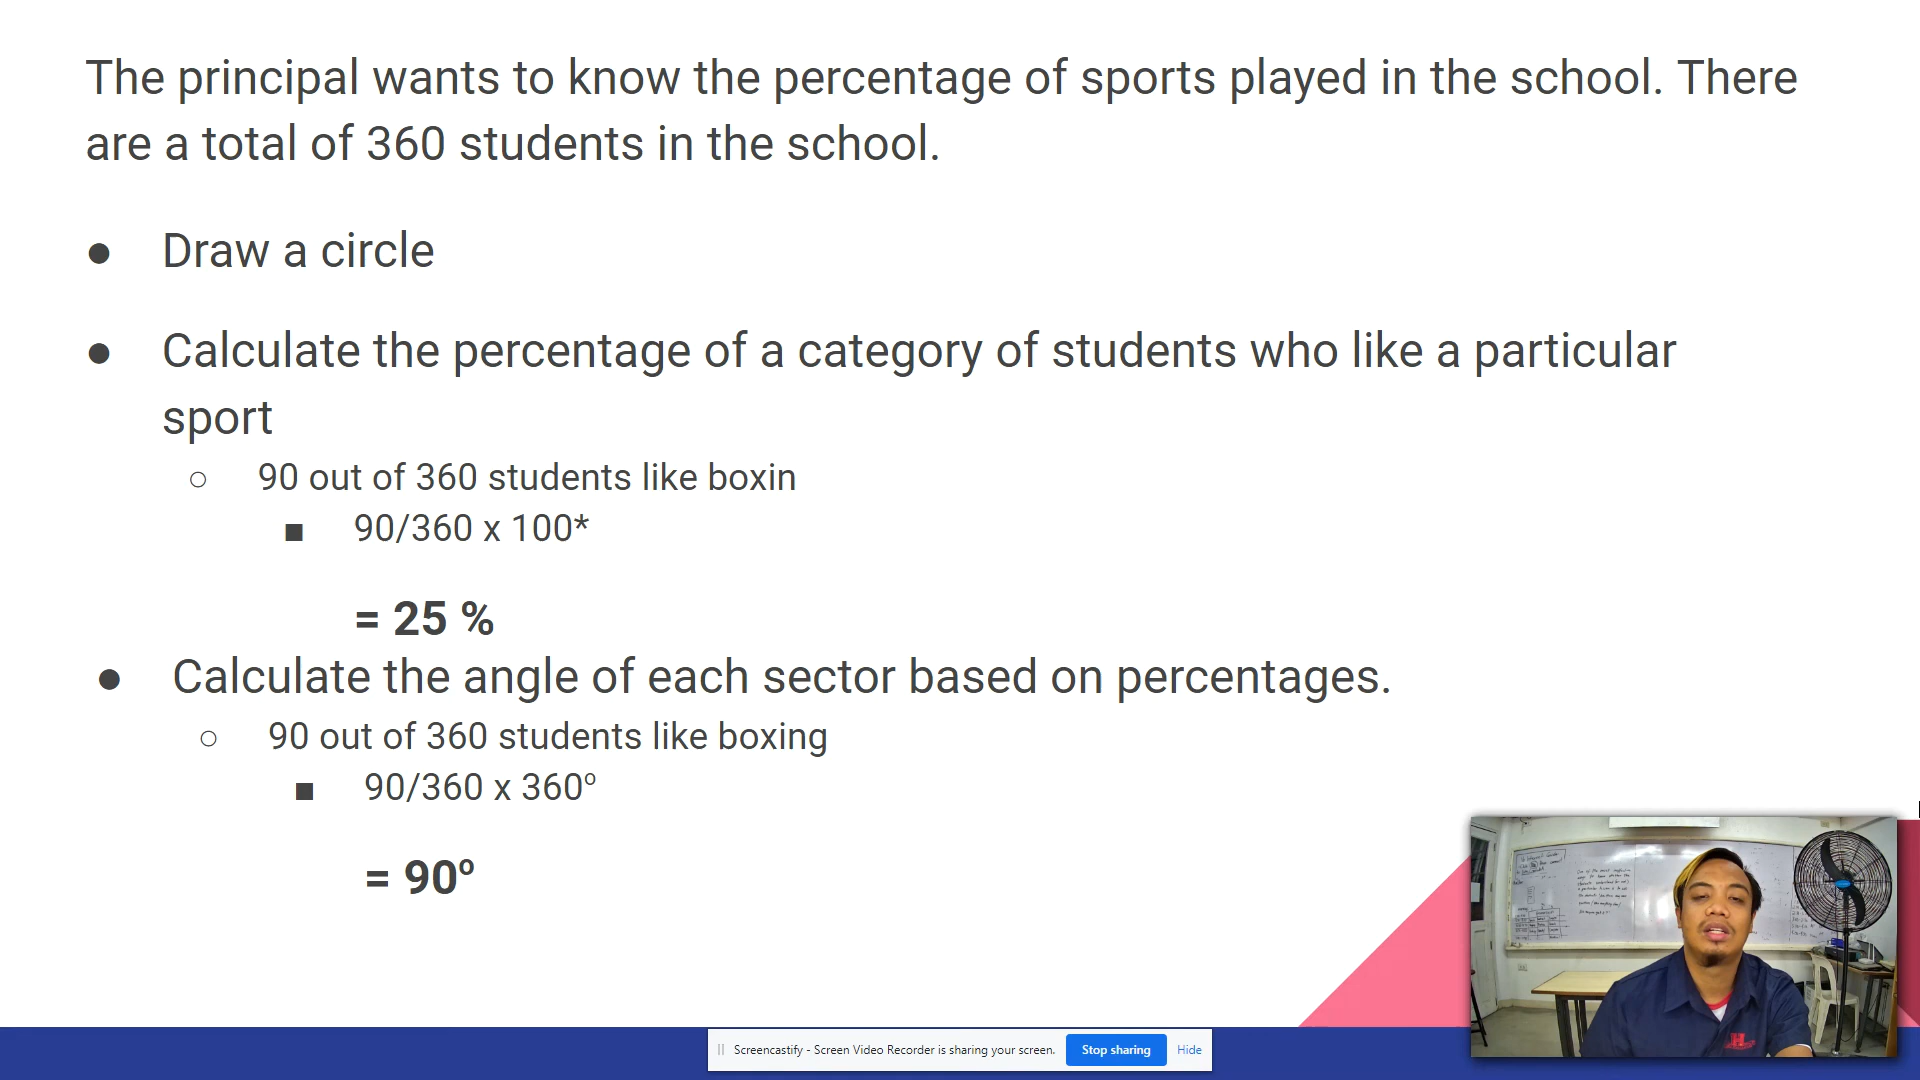 The principal wants to know the percentage of sports played in the school. There
are a total of 360 students in the school.
● Draw a circle
● Calculate the percentage of a category of students who like a particular
sport
○ 90 out of 360 students like boxin
■ 90/360 x 100*
= 25 %
● Calculate the angle of each sector based on percentages.
○ 90 out of 360 students like boxing
■ 90/360 x 360º
= 90º
Screencastify - Screen Video Recorder is sharing your screen.
Stop sharing
Hide